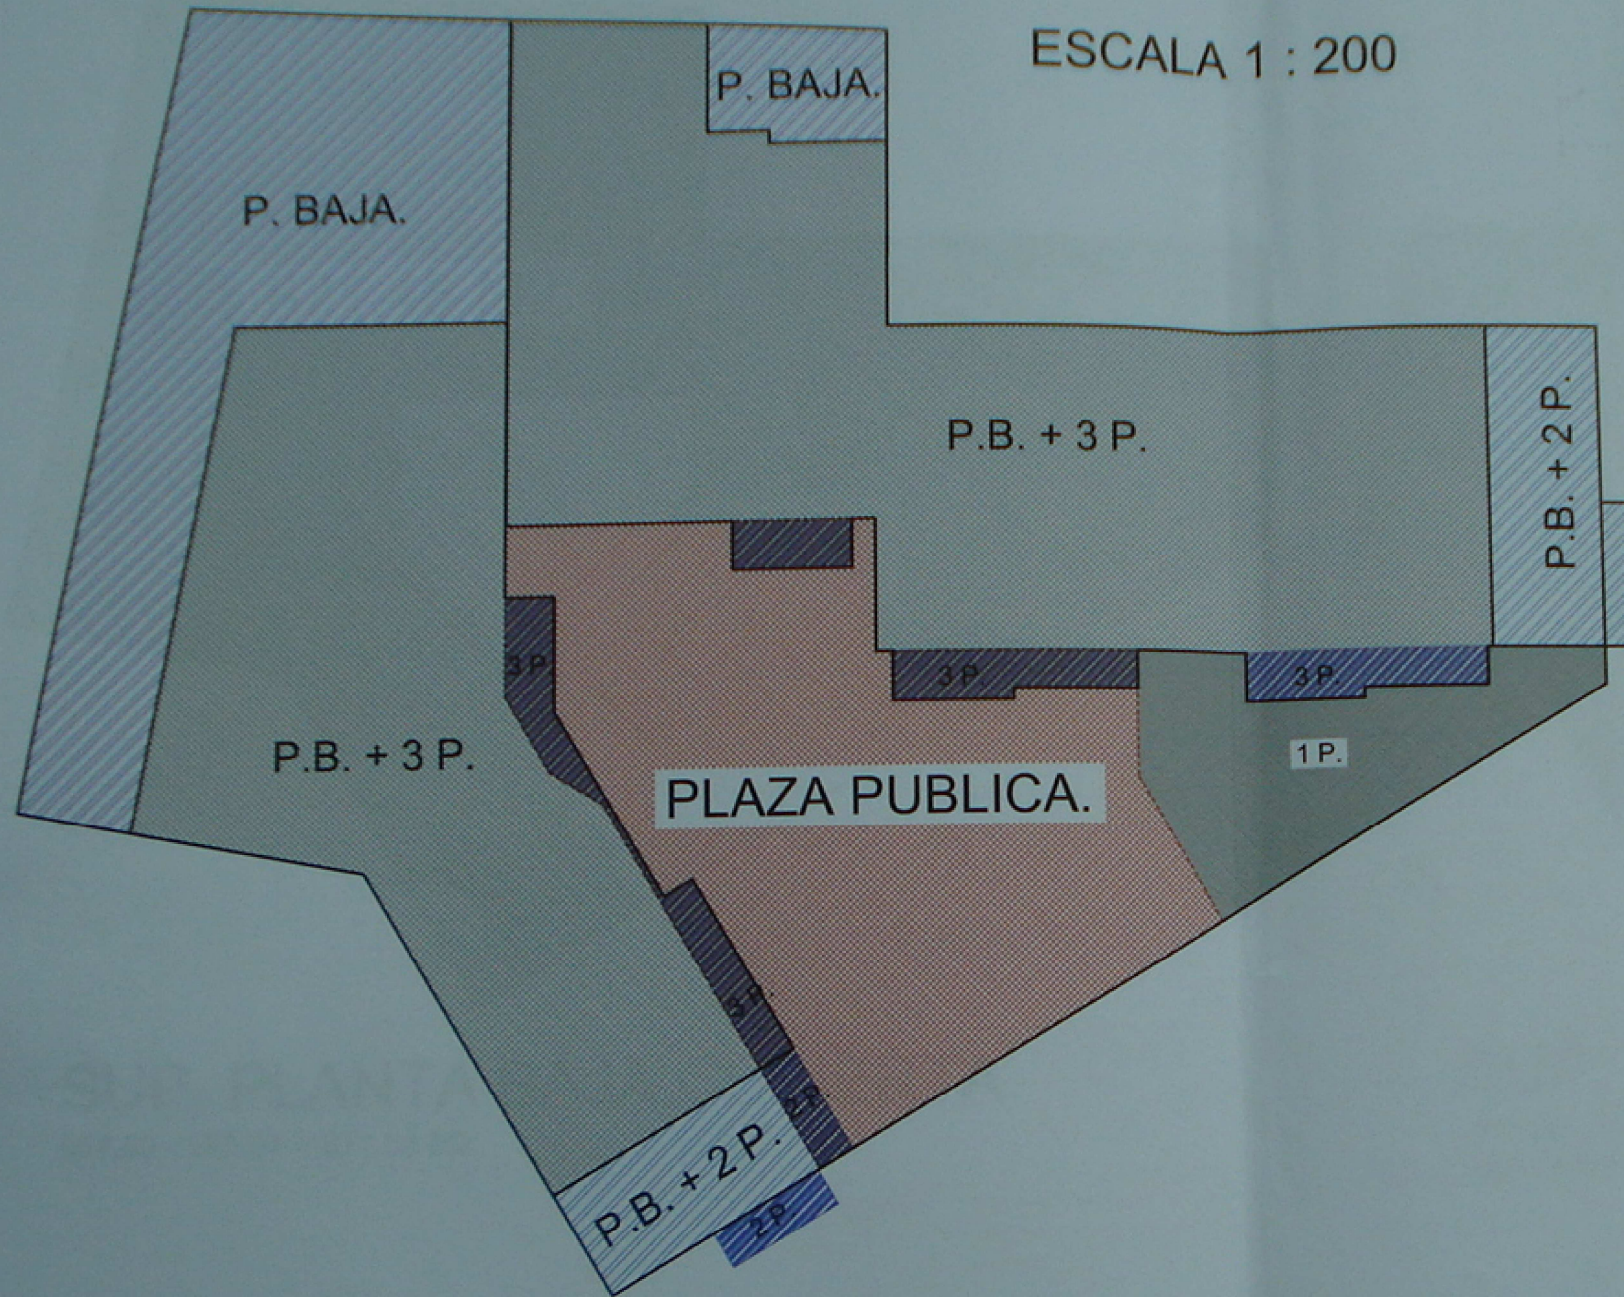 ESCALA 1 : 200
P. BAJA.
P. BAJA.
P.B. + 2 P.
P.B. + 3 P.
3 P.
3 P.
3 P.
1 P.
P.B. + 3 P.
PLAZA PUBLICA.
3 P.
2 P.
P.B. + 2 P.
2 P.